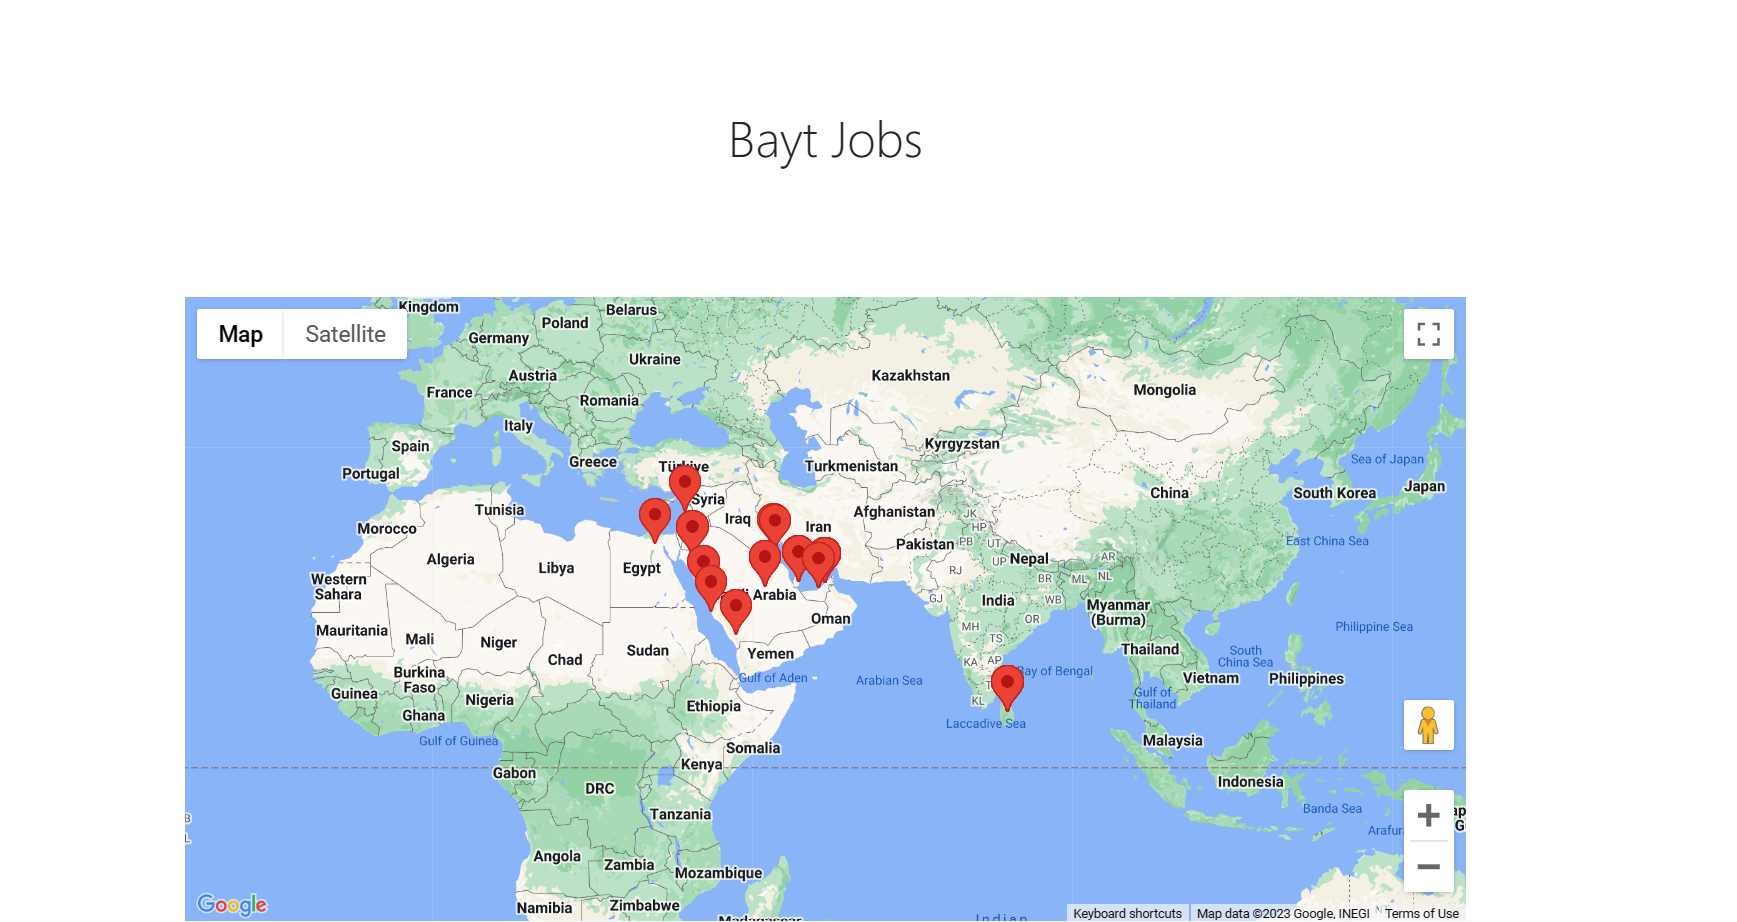 Bayt Jobs
Map
Satellite
Kingdom
Belarus
Poland
Germany
Ukraine
Austria
Kazakhstan
Mongolia
France
Romania
Italy
Kyrgyzstan
Spain
Greece
Türkiye
Turkmenistan
Sea of Japan
Portugal
Japan
China
South Korea
Syria
Tunisia
Iraq
Iran
Afghanistan
JK
HP
Morocco
East China Sea
Pakistan
PB
UT
Algeria
Libya
Egypt
UP
Nepal
AR
RJ
BR
ML
NL
Western
Sahara
Arabia
GJ
India
WB
Myanmar
(Burma)
Oman
OR
MH
Mauritania
Mali
Niger
TS
Philippine Sea
Sudan
Yemen
Chad
KA
AP
Thailand
South
China Sea
Burkina
Faso
Gulf of Aden
Arabian Sea
Bay of Bengal
Vietnam
Philippines
Guinea
Nigeria
Ethiopia
KL
Gulf of
Thailand
Ghana
Laccadive Sea
Gulf of Guinea
Somalia
Malaysia
Kenya
Gabon
Indonesia
DRC
Tanzania
Banda Sea
Angola
Zambia
Mozambique
Namibia
Zimbabwe
Google
Keyboard shortcuts
Map data ©2023 Google, INEGI
Terms of Use